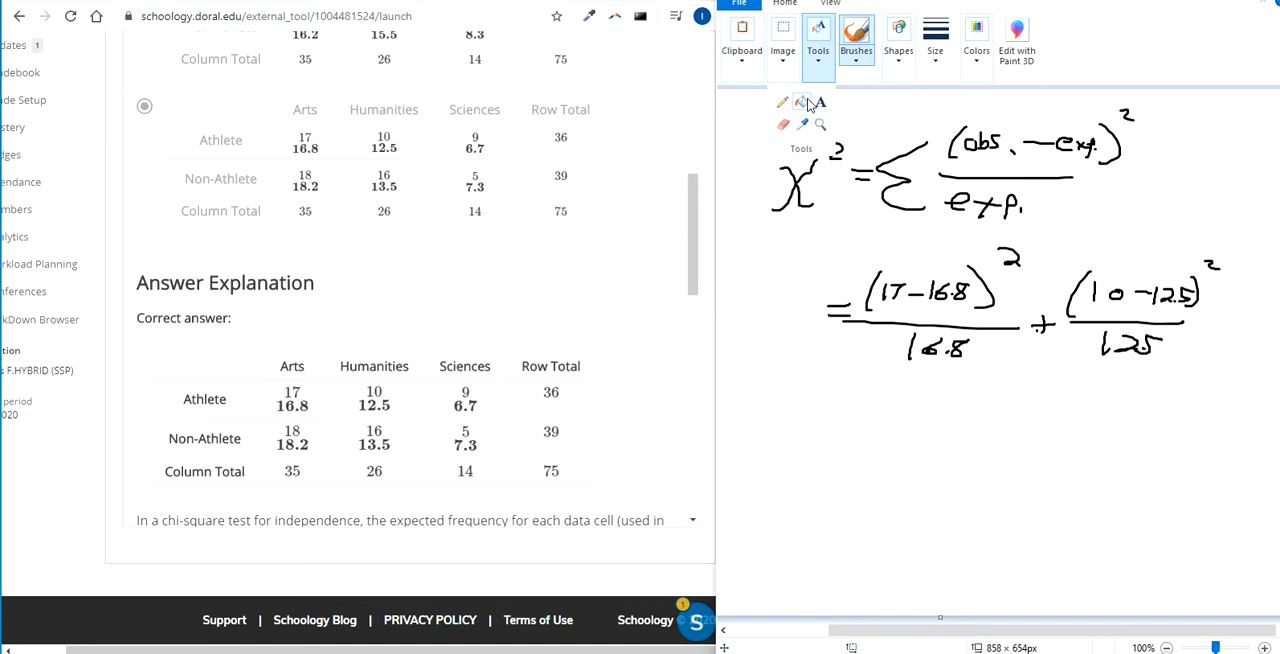 schoology.doral.edu/external_tool/1004481524/launch
File Home View
Clipboard Image Tools Brushes Shapes Size Colors Edit with Paint 3D
Tools
dates 1
adebook
ade Setup
stery
dges
endance
mbers
alytics
rkload Planning
nferences
kDown Browser
tion
s F.HYBRID (SSP)
period
020
16.2 15.5 8.3
Column Total 35 26 14 75
Arts Humanities Sciences Row Total
Athlete 17 10 9 36
16.8 12.5 6.7
Non-Athlete 18 16 5 39
18.2 13.5 7.3
Column Total 35 26 14 75
Answer Explanation
Correct answer:
Arts Humanities Sciences Row Total
Athlete 17 10 9 36
16.8 12.5 6.7
Non-Athlete 18 16 5 39
18.2 13.5 7.3
Column Total 35 26 14 75
In a chi-square test for independence, the expected frequency for each data cell (used in
Support | Schoology Blog | PRIVACY POLICY | Terms of Use Schoology © 2020
1
S
X² = Σ (obs. – exp.)²
exp.
= (17 – 16.8)² + (10 – 12.5)²
16.8 12.5
858 × 654px 100%